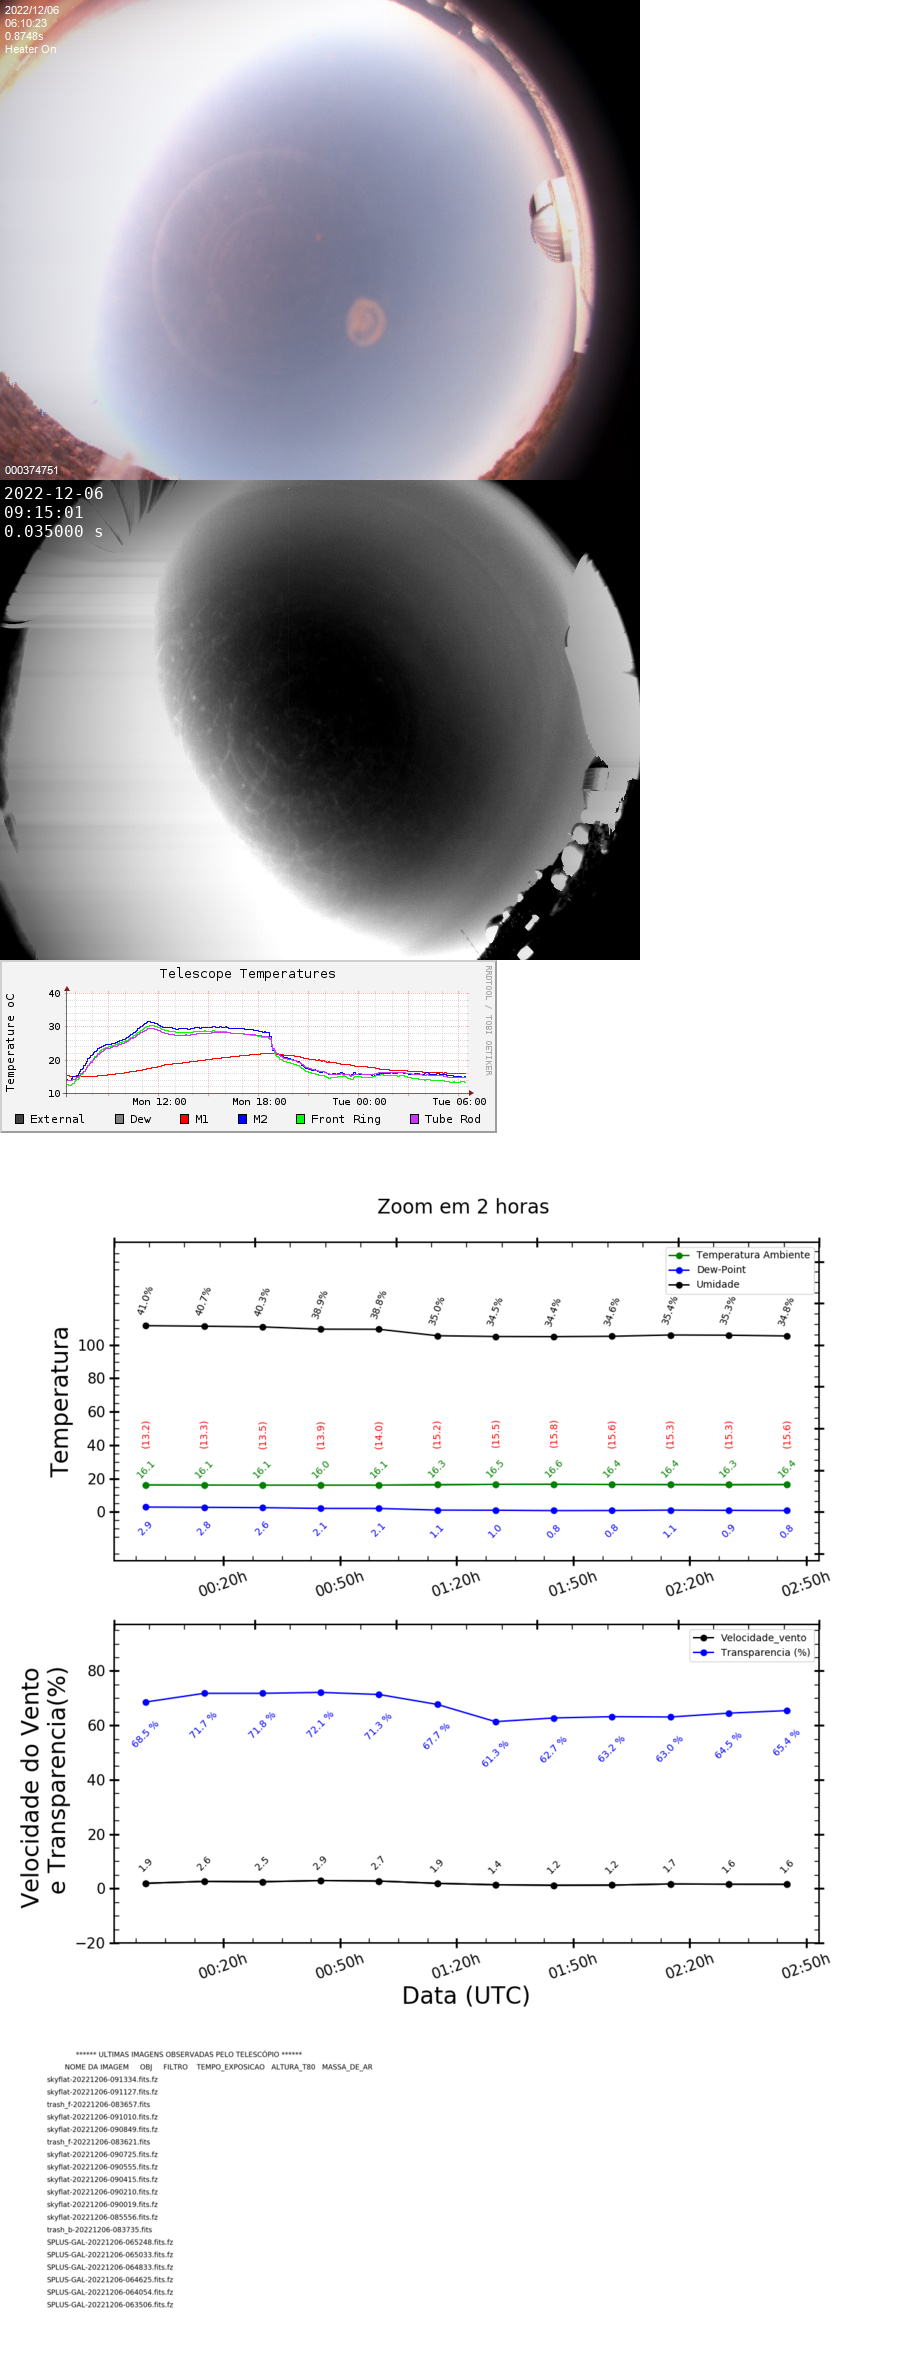 2022/12/06
06:10:23
0.8748s
Heater On
000374751
2022-12-06
09:15:01
0.035000 s
Telescope Temperatures
RRDTOOL / TOBI OETIKER
Temperature oC
40
30
20
10
Mon 12:00 Mon 18:00 Tue 00:00 Tue 06:00
External Dew M1 M2 Front Ring Tube Rod
Zoom em 2 horas
Temperatura Ambiente
Dew-Point
Umidade
41.0% 40.7% 40.3% 38.9% 38.8% 35.0% 34.5% 34.4% 34.6% 35.4% 35.3% 34.8%
Temperatura
100
80
60
40
20
0
(13.2) (13.3) (13.5) (13.9) (14.0) (15.2) (15.5) (15.8) (15.6) (15.3) (15.3) (15.6)
16.1 16.1 16.1 16.0 16.1 16.3 16.5 16.6 16.4 16.4 16.3 16.4
2.9 2.8 2.6 2.1 2.1 1.1 1.0 0.8 0.8 1.1 0.9 0.8
00:20h 00:50h 01:20h 01:50h 02:20h 02:50h
Velocidade_vento
Transparencia (%)
Velocidade do Vento
e Transparencia(%)
80
60
40
20
0
−20
68.5 % 71.7 % 71.8 % 72.1 % 71.3 % 67.7 % 61.3 % 62.7 % 63.2 % 63.0 % 64.5 % 65.4 %
1.9 2.6 2.5 2.9 2.7 1.9 1.4 1.2 1.2 1.7 1.6 1.6
00:20h 00:50h 01:20h 01:50h 02:20h 02:50h
Data (UTC)
****** ULTIMAS IMAGENS OBSERVADAS PELO TELESCÓPIO ******
NOME DA IMAGEM OBJ FILTRO TEMPO_EXPOSICAO ALTURA_T80 MASSA_DE_AR
skyflat-20221206-091334.fits.fz
skyflat-20221206-091127.fits.fz
trash_f-20221206-083657.fits
skyflat-20221206-091010.fits.fz
skyflat-20221206-090849.fits.fz
trash_f-20221206-083621.fits
skyflat-20221206-090725.fits.fz
skyflat-20221206-090555.fits.fz
skyflat-20221206-090415.fits.fz
skyflat-20221206-090210.fits.fz
skyflat-20221206-090019.fits.fz
skyflat-20221206-085556.fits.fz
trash_b-20221206-083735.fits
SPLUS-GAL-20221206-065248.fits.fz
SPLUS-GAL-20221206-065033.fits.fz
SPLUS-GAL-20221206-064833.fits.fz
SPLUS-GAL-20221206-064625.fits.fz
SPLUS-GAL-20221206-064054.fits.fz
SPLUS-GAL-20221206-063506.fits.fz